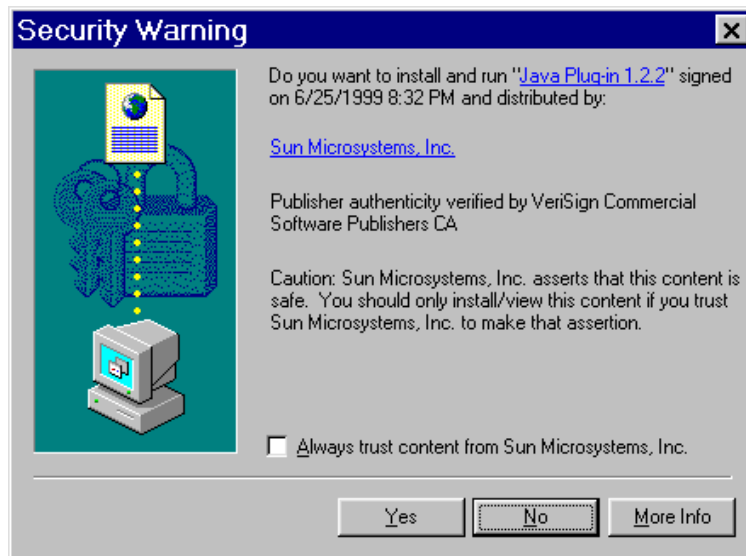 Security Warning
Do you want to install and run "Java Plug-in 1.2.2" signed
on 6/25/1999 8:32 PM and distributed by:
Sun Microsystems, Inc.
Publisher authenticity verified by VeriSign Commercial
Software Publishers CA
Caution: Sun Microsystems, Inc. asserts that this content is
safe. You should only install/view this content if you trust
Sun Microsystems, Inc. to make that assertion.
Always trust content from Sun Microsystems, Inc.
Yes No More Info